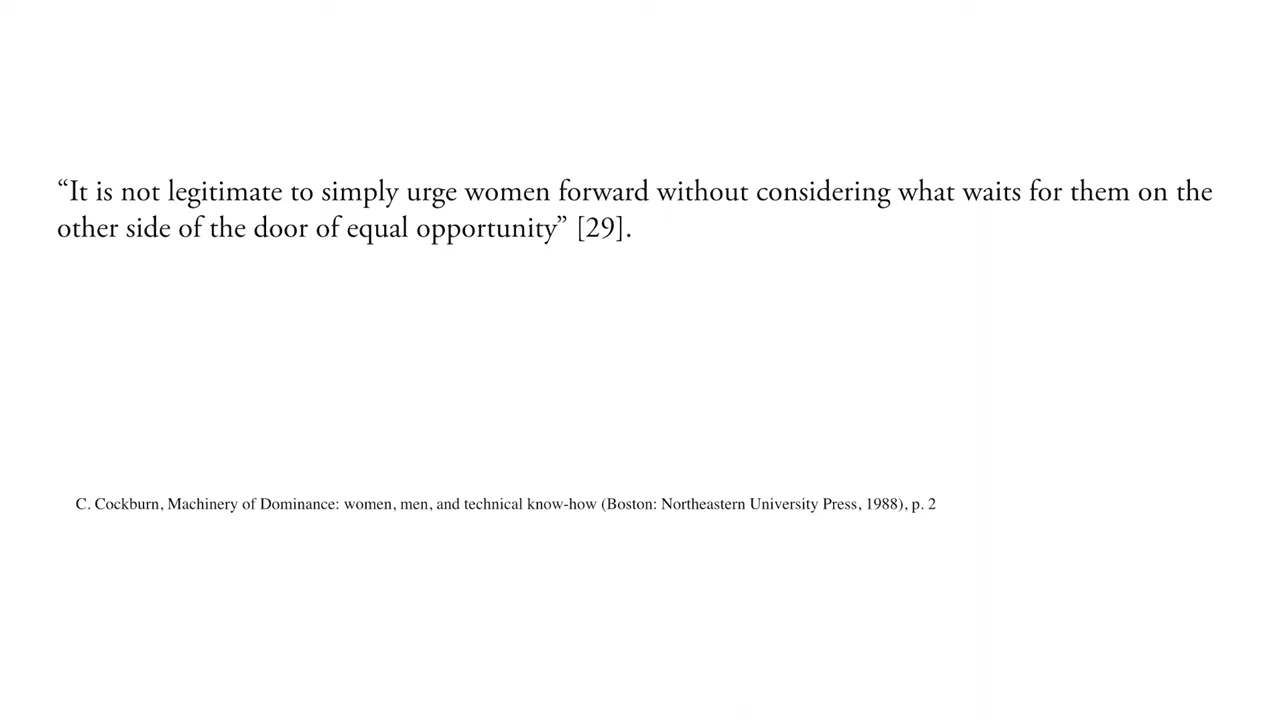 “It is not legitimate to simply urge women forward without considering what waits for them on the
other side of the door of equal opportunity” [29].
C. Cockburn, Machinery of Dominance: women, men, and technical know-how (Boston: Northeastern University Press, 1988), p. 2